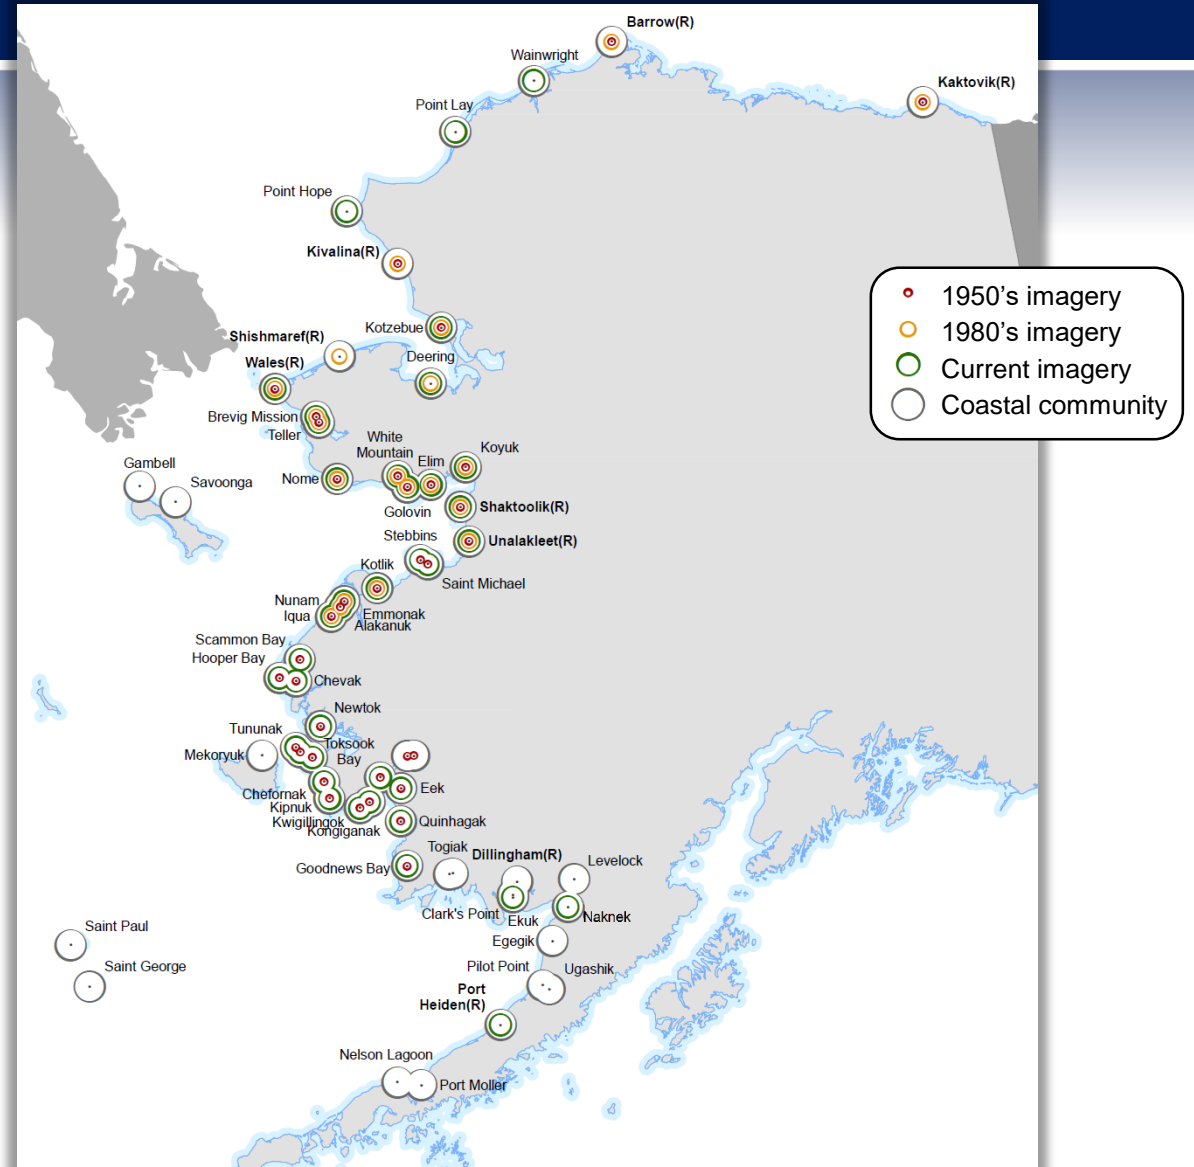 Barrow(R)
Wainwright
Kaktovik(R)
Point Lay
Point Hope
Kivalina(R)
1950's imagery
1980's imagery
Current imagery
Coastal community
Kotzebue
Shishmaref(R)
Deering
Wales(R)
Brevig Mission
Teller
White
Mountain
Elim
Koyuk
Gambell
Savoonga
Nome
Golovin
Shaktoolik(R)
Stebbins
Unalakleet(R)
Kotlik
Saint Michael
Nunam
Iqua
Emmonak
Alakanuk
Scammon Bay
Hooper Bay
Chevak
Newtok
Tununak
Toksook
Bay
Mekoryuk
Chefornak
Eek
Kipnuk
Kwigillingok
Kongiganak
Quinhagak
Togiak
Dillingham(R)
Levelock
Goodnews Bay
Clark's Point
Ekuk
Naknek
Saint Paul
Egegik
Saint George
Pilot Point
Ugashik
Port
Heiden(R)
Nelson Lagoon
Port Moller